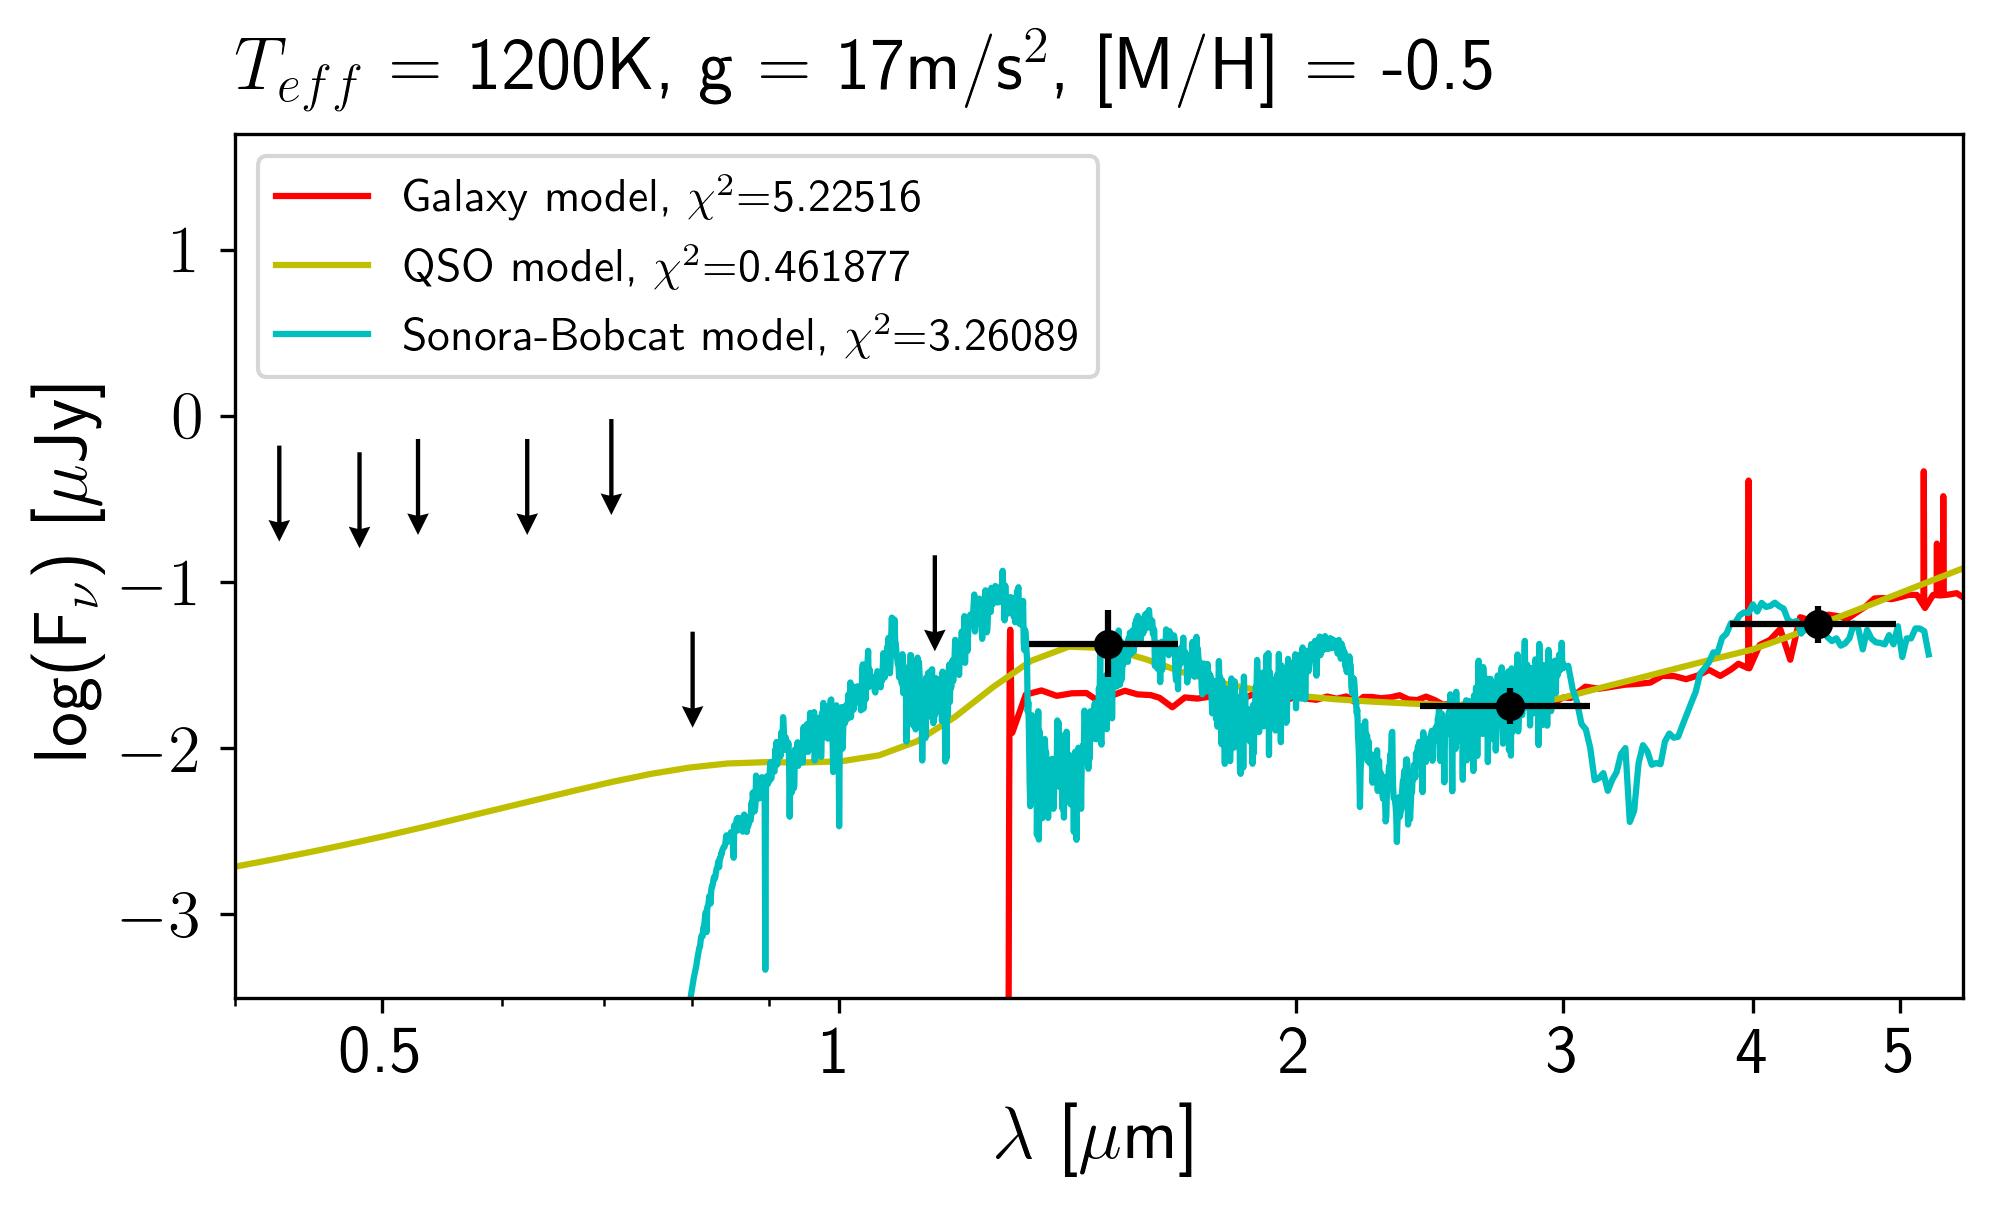 T_eff = 1200K, g = 17m/s², [M/H] = -0.5
Galaxy model, χ²=5.22516
QSO model, χ²=0.461877
Sonora-Bobcat model, χ²=3.26089
log(F_ν) [μJy]
1
0
−1
−2
−3
0.5 1 2 3 4 5
λ [μm]